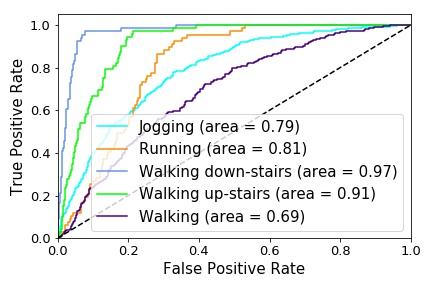 1.0
0.8
0.6
0.4
0.2
0.0
True Positive Rate
Jogging (area = 0.79)
Running (area = 0.81)
Walking down-stairs (area = 0.97)
Walking up-stairs (area = 0.91)
Walking (area = 0.69)
0.0 0.2 0.4 0.6 0.8 1.0
False Positive Rate